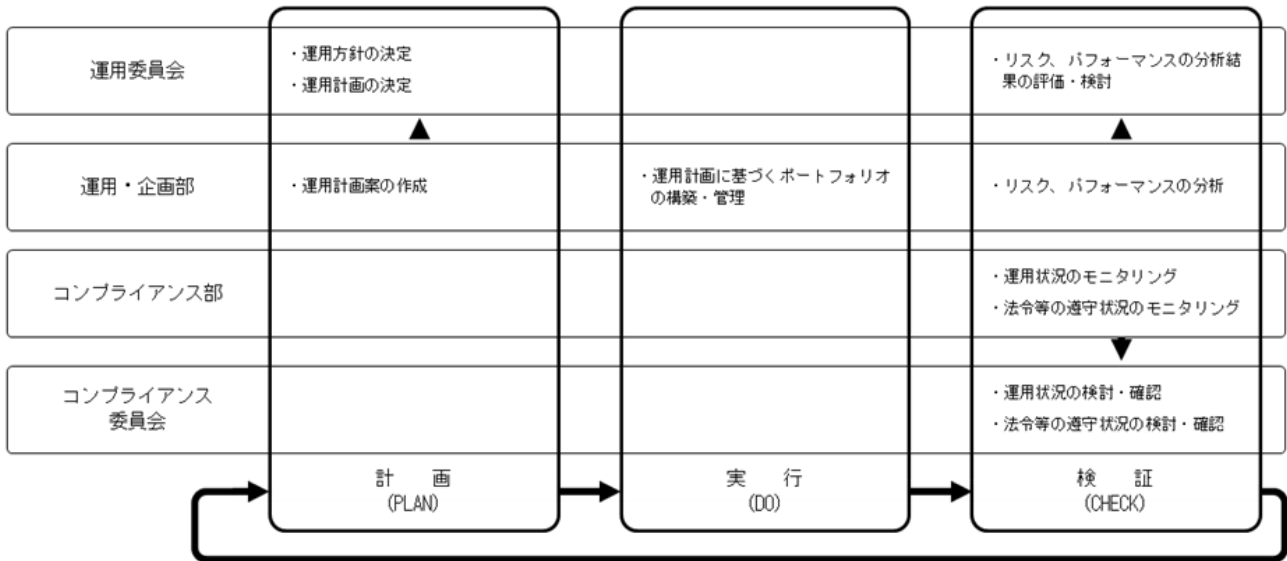 運用委員会
・運用方針の決定
・運用計画の決定
・リスク、パフォーマンスの分析結
果の評価・検討
運用・企画部
・運用計画案の作成
・運用計画に基づくポートフォリオ
の構築・管理
・リスク、パフォーマンスの分析
コンプライアンス部
・運用状況のモニタリング
・法令等の遵守状況のモニタリング
コンプライアンス
委員会
・運用状況の検討・確認
・法令等の遵守状況の検討・確認
計 画
(PLAN)
実 行
(DO)
検 証
(CHECK)